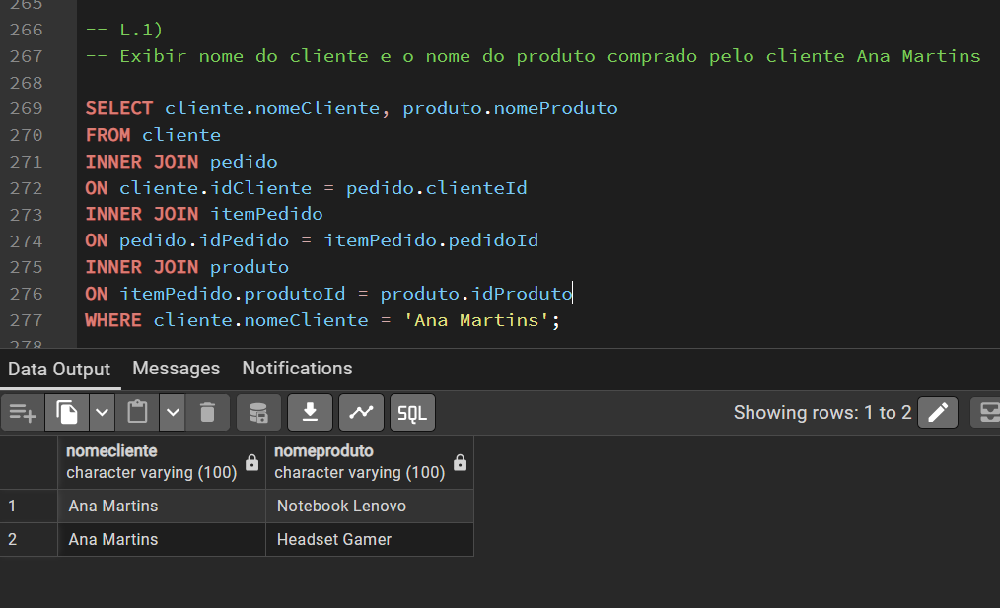 265
266 -- L.1)
267 -- Exibir nome do cliente e o nome do produto comprado pelo cliente Ana Martins
268
269 SELECT cliente.nomeCliente, produto.nomeProduto
270 FROM cliente
271 INNER JOIN pedido
272 ON cliente.idCliente = pedido.clienteId
273 INNER JOIN itemPedido
274 ON pedido.idPedido = itemPedido.pedidoId
275 INNER JOIN produto
276 ON itemPedido.produtoId = produto.idProduto
277 WHERE cliente.nomeCliente = 'Ana Martins';
278
Data Output Messages Notifications
SQL Showing rows: 1 to 2
nomecliente nomeproduto
character varying (100) character varying (100)
1 Ana Martins Notebook Lenovo
2 Ana Martins Headset Gamer